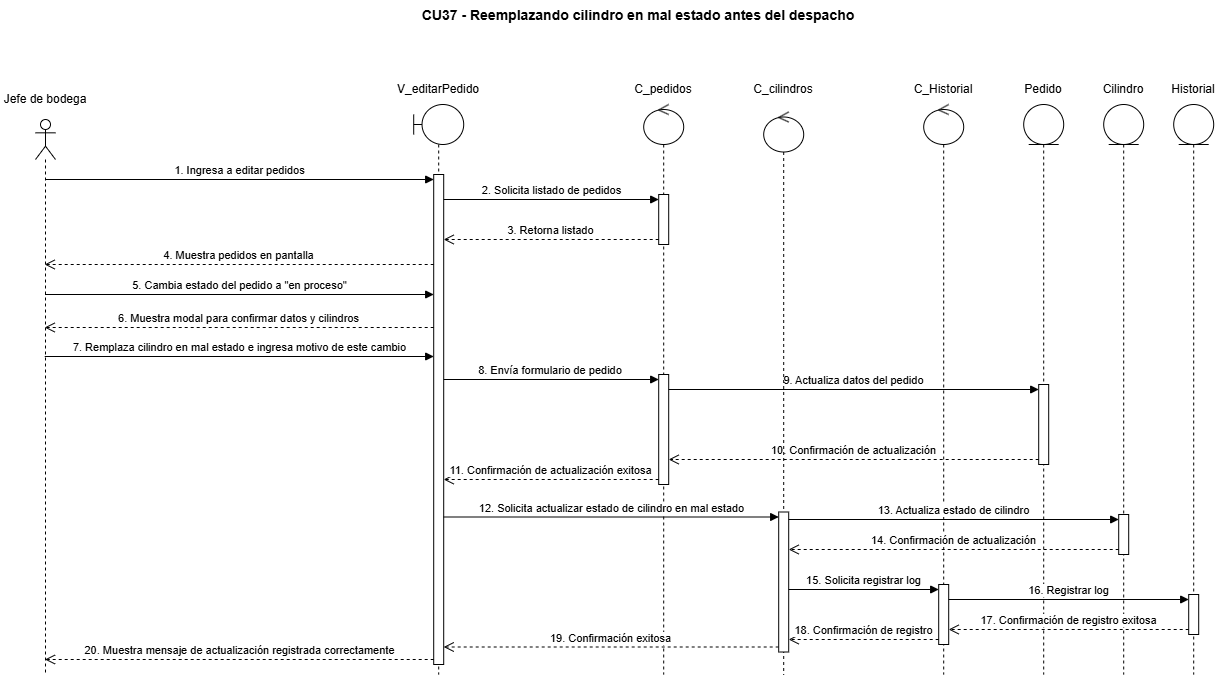 CU37 - Reemplazando cilindro en mal estado antes del despacho
Jefe de bodega
V_editarPedido
C_pedidos
C_cilindros
C_Historial
Pedido
Cilindro
Historial
1. Ingresa a editar pedidos
2. Solicita listado de pedidos
3. Retorna listado
4. Muestra pedidos en pantalla
5. Cambia estado del pedido a "en proceso"
6. Muestra modal para confirmar datos y cilindros
7. Remplaza cilindro en mal estado e ingresa motivo de este cambio
8. Envía formulario de pedido
9. Actualiza datos del pedido
10. Confirmación de actualización
11. Confirmación de actualización exitosa
12. Solicita actualizar estado de cilindro en mal estado
13. Actualiza estado de cilindro
14. Confirmación de actualización
15. Solicita registrar log
16. Registrar log
17. Confirmación de registro exitosa
18. Confirmación de registro
19. Confirmación exitosa
20. Muestra mensaje de actualización registrada correctamente